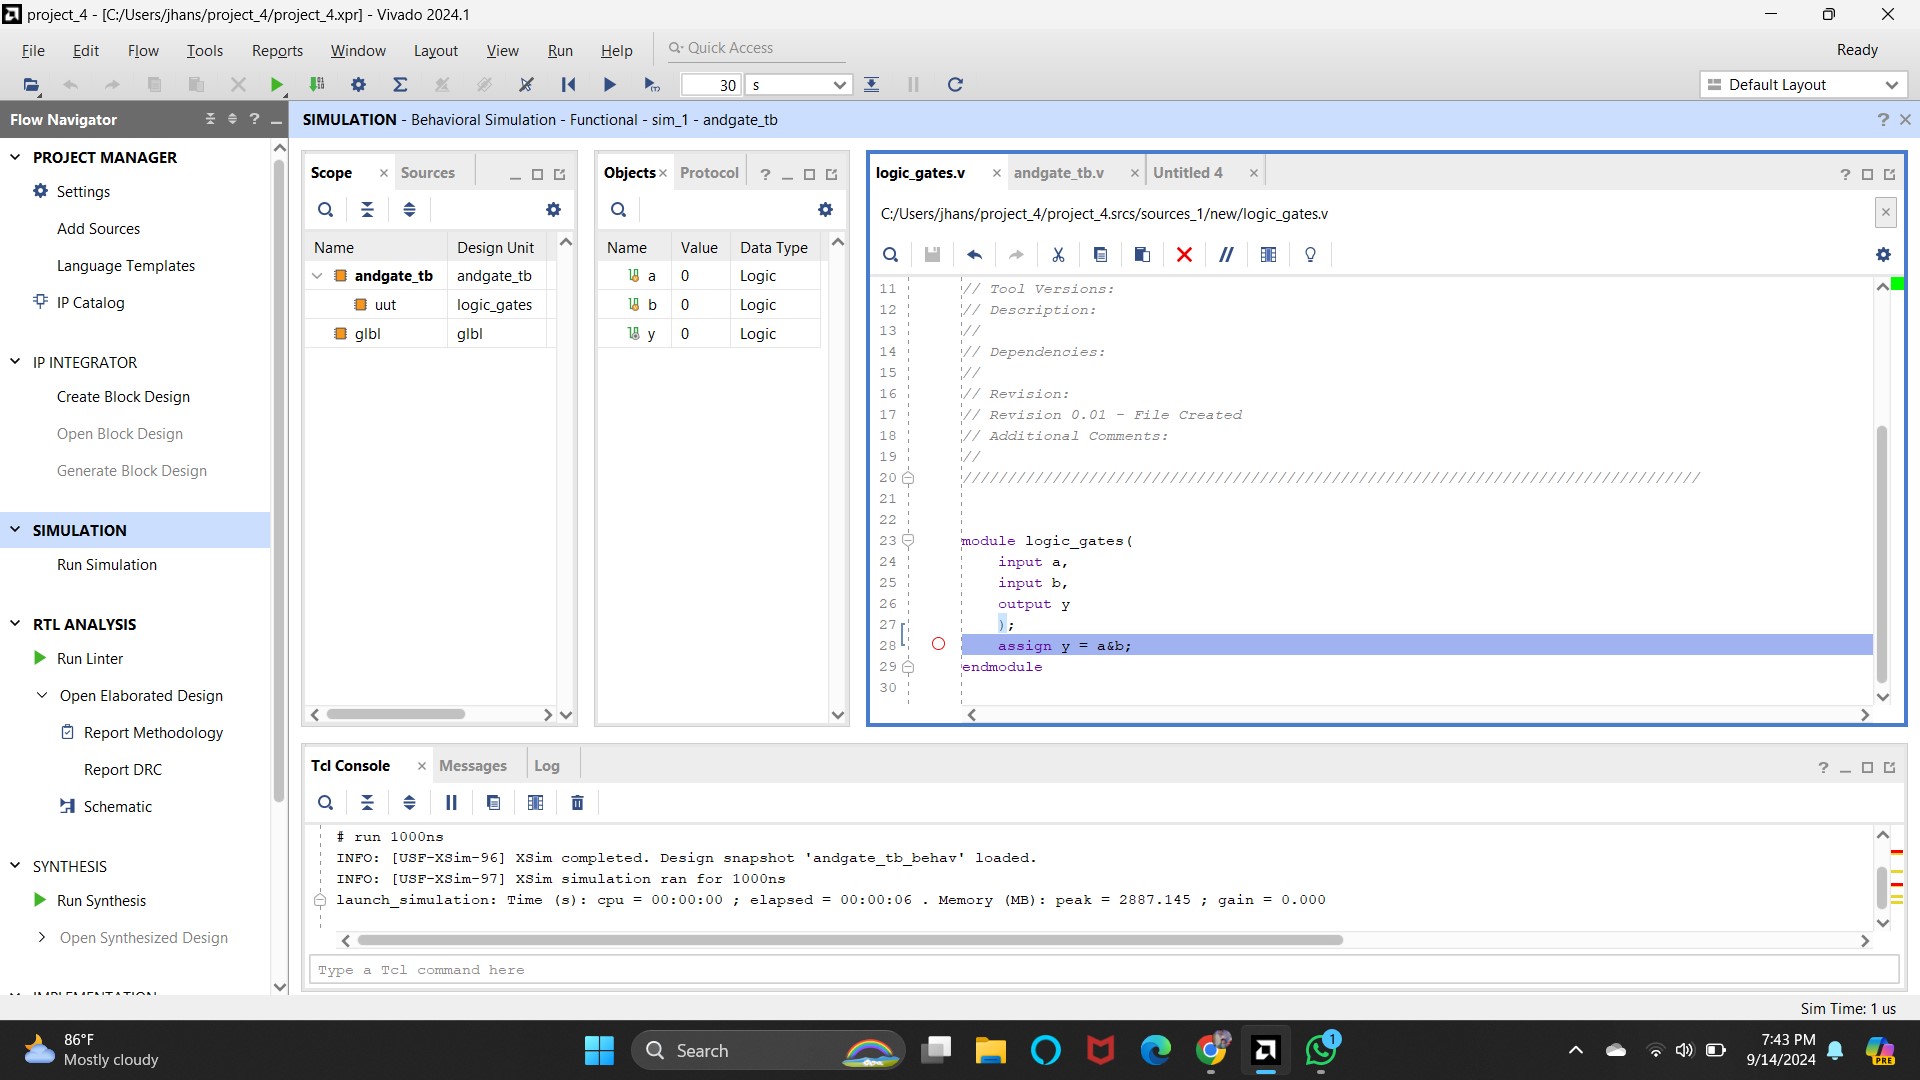 project_4 - [C:/Users/jhans/project_4/project_4.xpr] - Vivado 2024.1
File Edit Flow Tools Reports Window Layout View Run Help Quick Access Ready
30 s Default Layout
Flow Navigator
PROJECT MANAGER
Settings
Add Sources
Language Templates
IP Catalog
IP INTEGRATOR
Create Block Design
Open Block Design
Generate Block Design
SIMULATION
Run Simulation
RTL ANALYSIS
Run Linter
Open Elaborated Design
Report Methodology
Report DRC
Schematic
SYNTHESIS
Run Synthesis
Open Synthesized Design
SIMULATION - Behavioral Simulation - Functional - sim_1 - andgate_tb
Scope Sources
Name Design Unit
andgate_tb andgate_tb
uut logic_gates
glbl glbl
Objects Protocol
Name Value Data Type
a 0 Logic
b 0 Logic
y 0 Logic
logic_gates.v andgate_tb.v Untitled 4
C:/Users/jhans/project_4/project_4.srcs/sources_1/new/logic_gates.v
11 // Tool Versions:
12 // Description:
13 //
14 // Dependencies:
15 //
16 // Revision:
17 // Revision 0.01 - File Created
18 // Additional Comments:
19 //
20 //////////////////////////////////////////////////////////////////////////////////
21
22
23 module logic_gates(
24 input a,
25 input b,
26 output y
27 );
28 assign y = a&b;
29 endmodule
30
Tcl Console Messages Log
# run 1000ns
INFO: [USF-XSim-96] XSim completed. Design snapshot 'andgate_tb_behav' loaded.
INFO: [USF-XSim-97] XSim simulation ran for 1000ns
launch_simulation: Time (s): cpu = 00:00:00 ; elapsed = 00:00:06 . Memory (MB): peak = 2887.145 ; gain = 0.000
Type a Tcl command here
Sim Time: 1 us
86°F
Mostly cloudy
Search
1
7:43 PM
9/14/2024
PRE